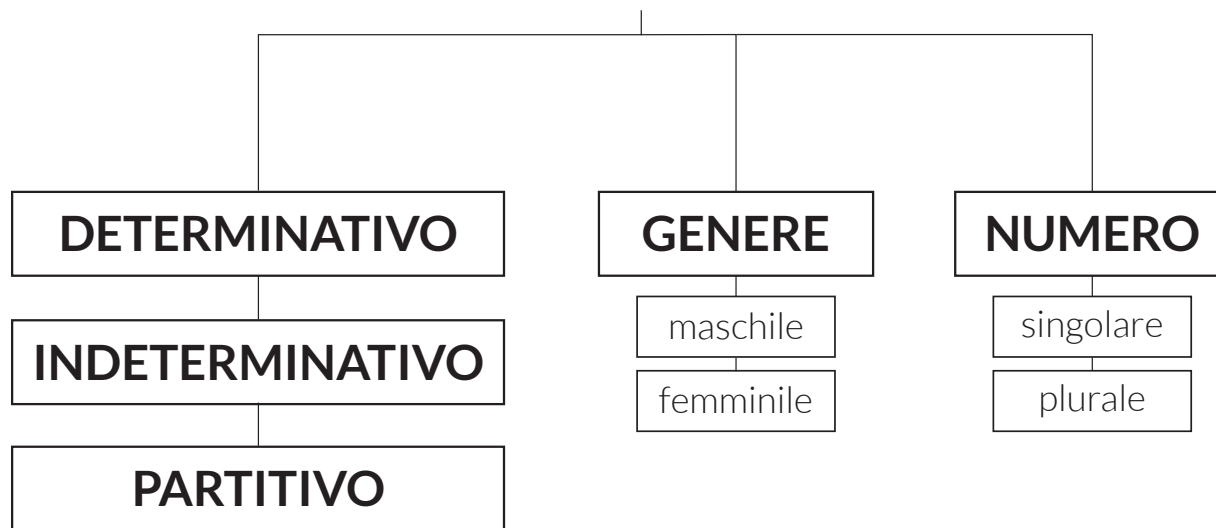 DETERMINATIVO
INDETERMINATIVO
PARTITIVO
GENERE
maschile
femminile
NUMERO
singolare
plurale